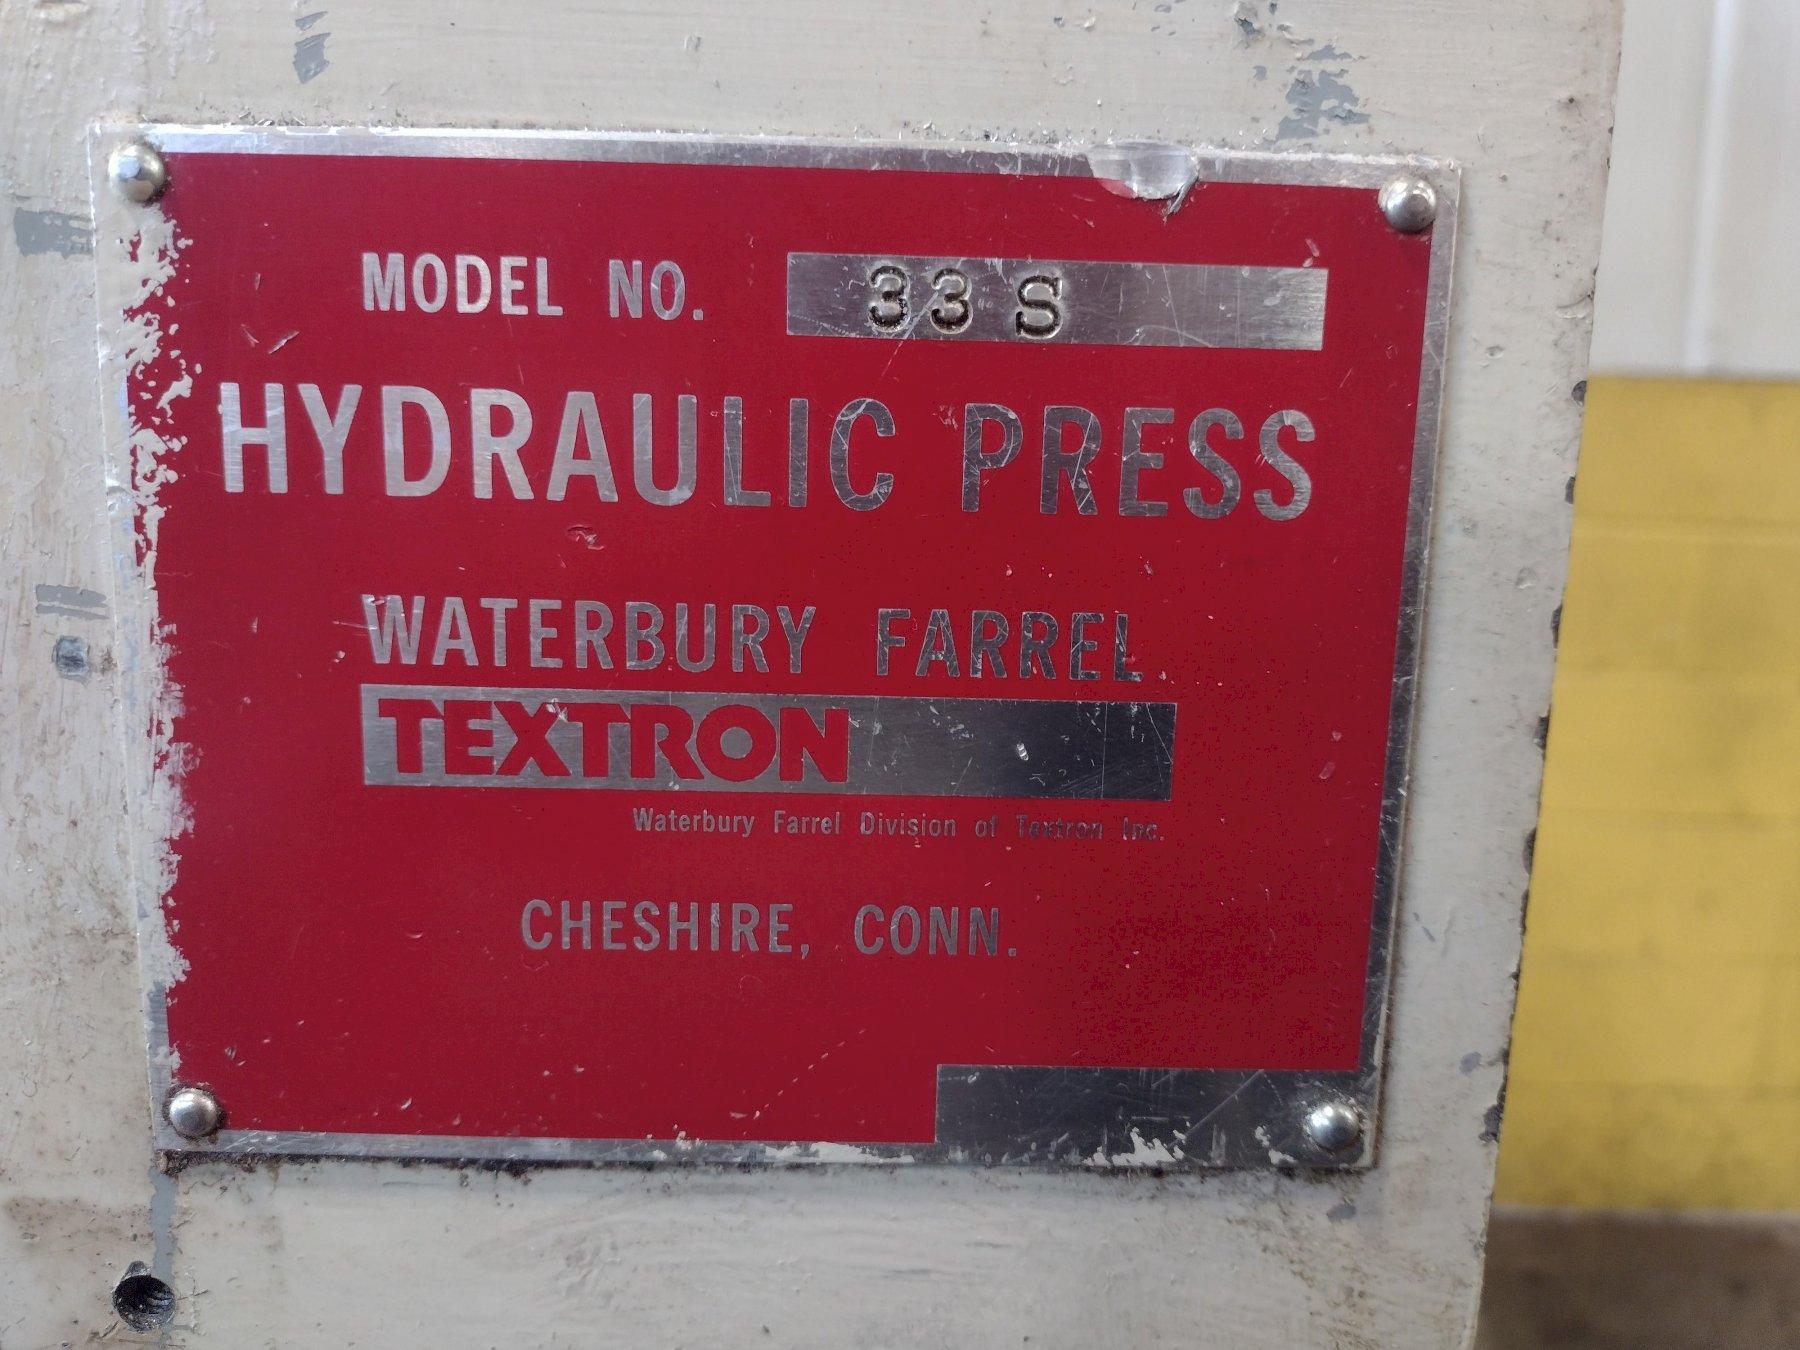 MODEL NO. 33 S
HYDRAULIC PRESS
WATERBURY FARREL
TEXTRON
Waterbury Farrel Division of Textron Inc.
CHESHIRE, CONN.